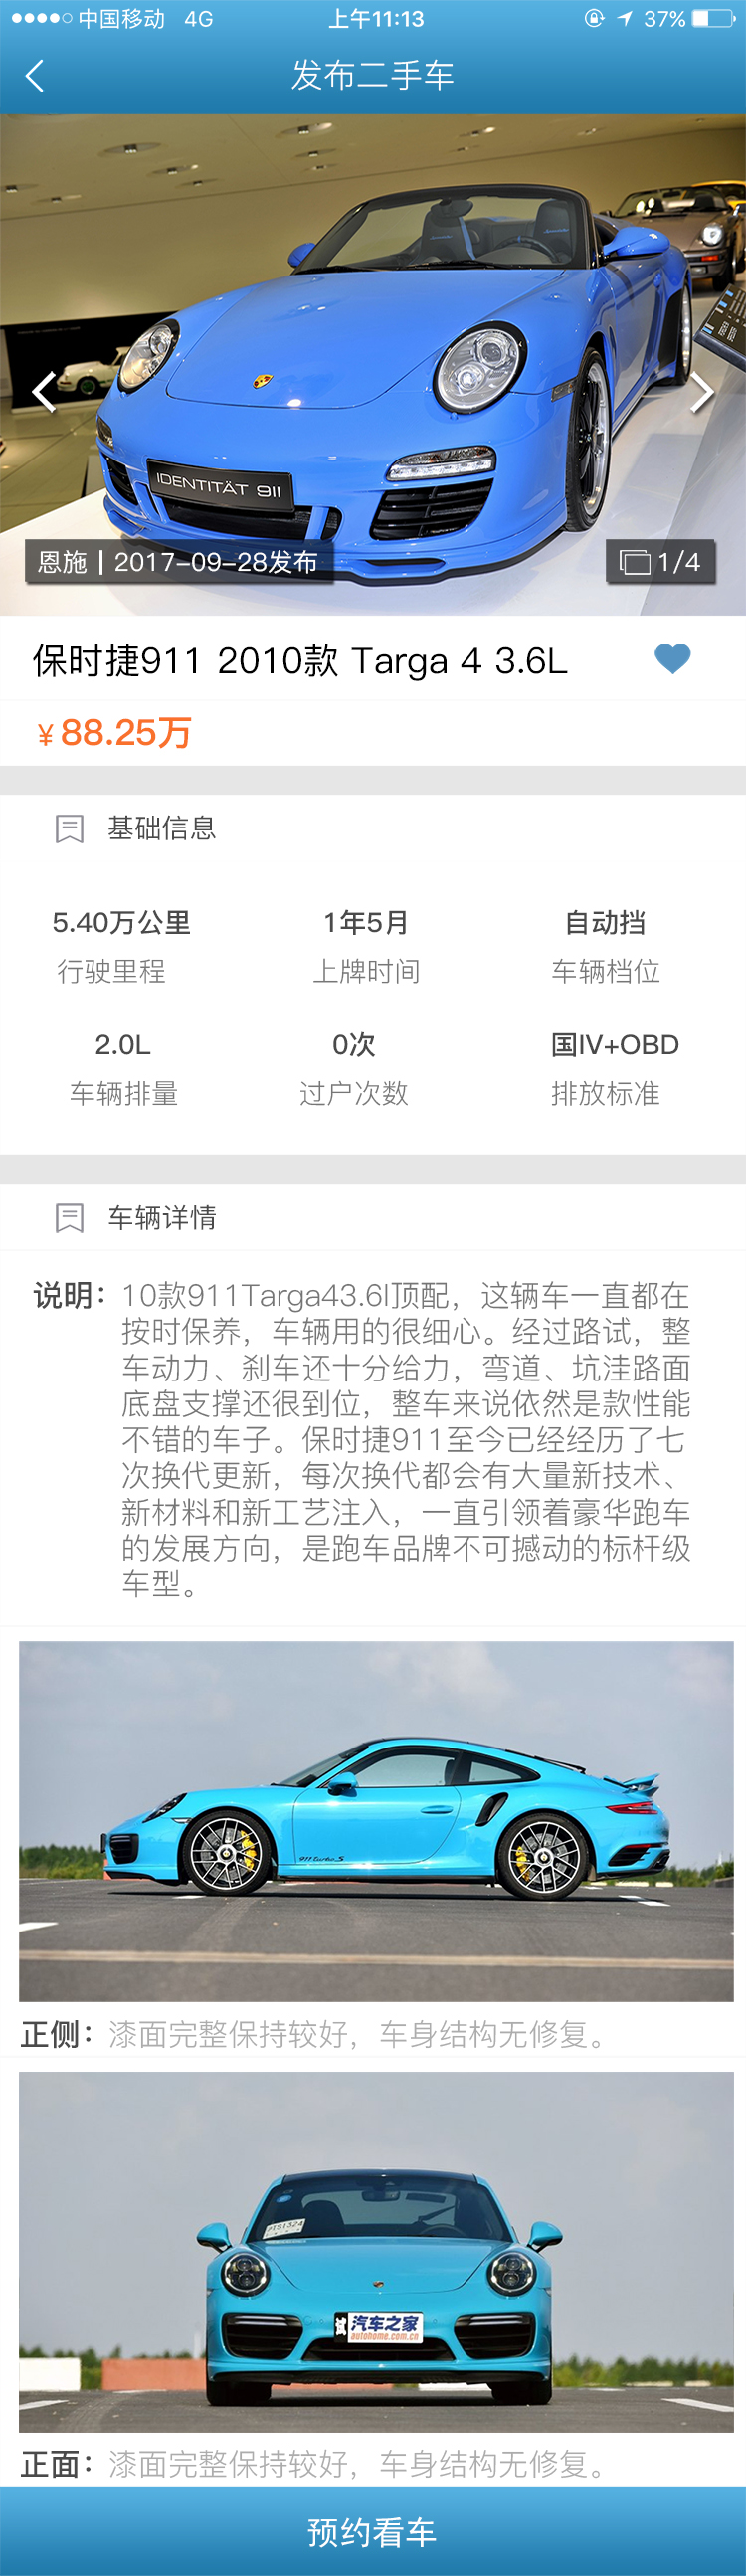 中国移动 4G 上午11:13 37%
发布二手车
IDENTITÄT 911
恩施 | 2017-09-28发布 1/4
保时捷911 2010款 Targa 4 3.6L
¥88.25万
基础信息
5.40万公里 1年5月 自动挡
行驶里程 上牌时间 车辆档位
2.0L 0次 国IV+OBD
车辆排量 过户次数 排放标准
车辆详情
说明：10款911Targa43.6l顶配，这辆车一直都在
按时保养，车辆用的很细心。经过路试，整
车动力、刹车还十分给力，弯道、坑洼路面
底盘支撑还很到位，整车来说依然是款性能
不错的车子。保时捷911至今已经经历了七
次换代更新，每次换代都会有大量新技术、
新材料和新工艺注入，一直引领着豪华跑车
的发展方向，是跑车品牌不可撼动的标杆级
车型。
911 turbo S
正侧：漆面完整保持较好，车身结构无修复。
试 汽车之家
autohome.com.cn
正面：漆面完整保持较好，车身结构无修复。
预约看车